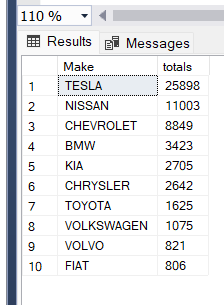 110 %
Results Messages
Make totals
1 TESLA 25898
2 NISSAN 11003
3 CHEVROLET 8849
4 BMW 3423
5 KIA 2705
6 CHRYSLER 2642
7 TOYOTA 1625
8 VOLKSWAGEN 1075
9 VOLVO 821
10 FIAT 806